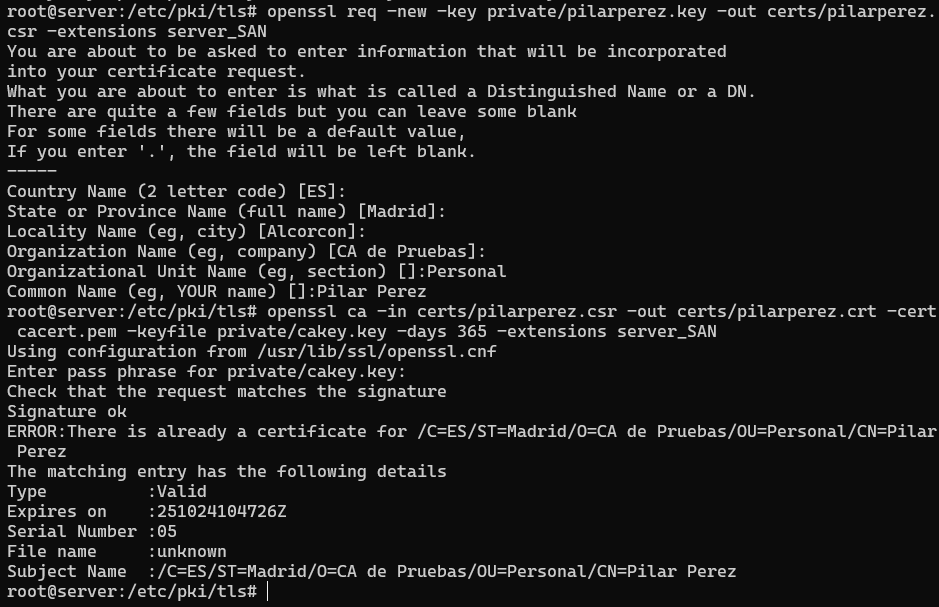 root@server:/etc/pki/tls# openssl req -new -key private/pilarperez.key -out certs/pilarperez.
csr -extensions server_SAN
You are about to be asked to enter information that will be incorporated
into your certificate request.
What you are about to enter is what is called a Distinguished Name or a DN.
There are quite a few fields but you can leave some blank
For some fields there will be a default value,
If you enter '.', the field will be left blank.
-----
Country Name (2 letter code) [ES]:
State or Province Name (full name) [Madrid]:
Locality Name (eg, city) [Alcorcon]:
Organization Name (eg, company) [CA de Pruebas]:
Organizational Unit Name (eg, section) []:Personal
Common Name (eg, YOUR name) []:Pilar Perez
root@server:/etc/pki/tls# openssl ca -in certs/pilarperez.csr -out certs/pilarperez.crt -cert
 cacert.pem -keyfile private/cakey.key -days 365 -extensions server_SAN
Using configuration from /usr/lib/ssl/openssl.cnf
Enter pass phrase for private/cakey.key:
Check that the request matches the signature
Signature ok
ERROR:There is already a certificate for /C=ES/ST=Madrid/O=CA de Pruebas/OU=Personal/CN=Pilar
 Perez
The matching entry has the following details
Type          :Valid
Expires on    :251024104726Z
Serial Number :05
File name     :unknown
Subject Name  :/C=ES/ST=Madrid/O=CA de Pruebas/OU=Personal/CN=Pilar Perez
root@server:/etc/pki/tls#